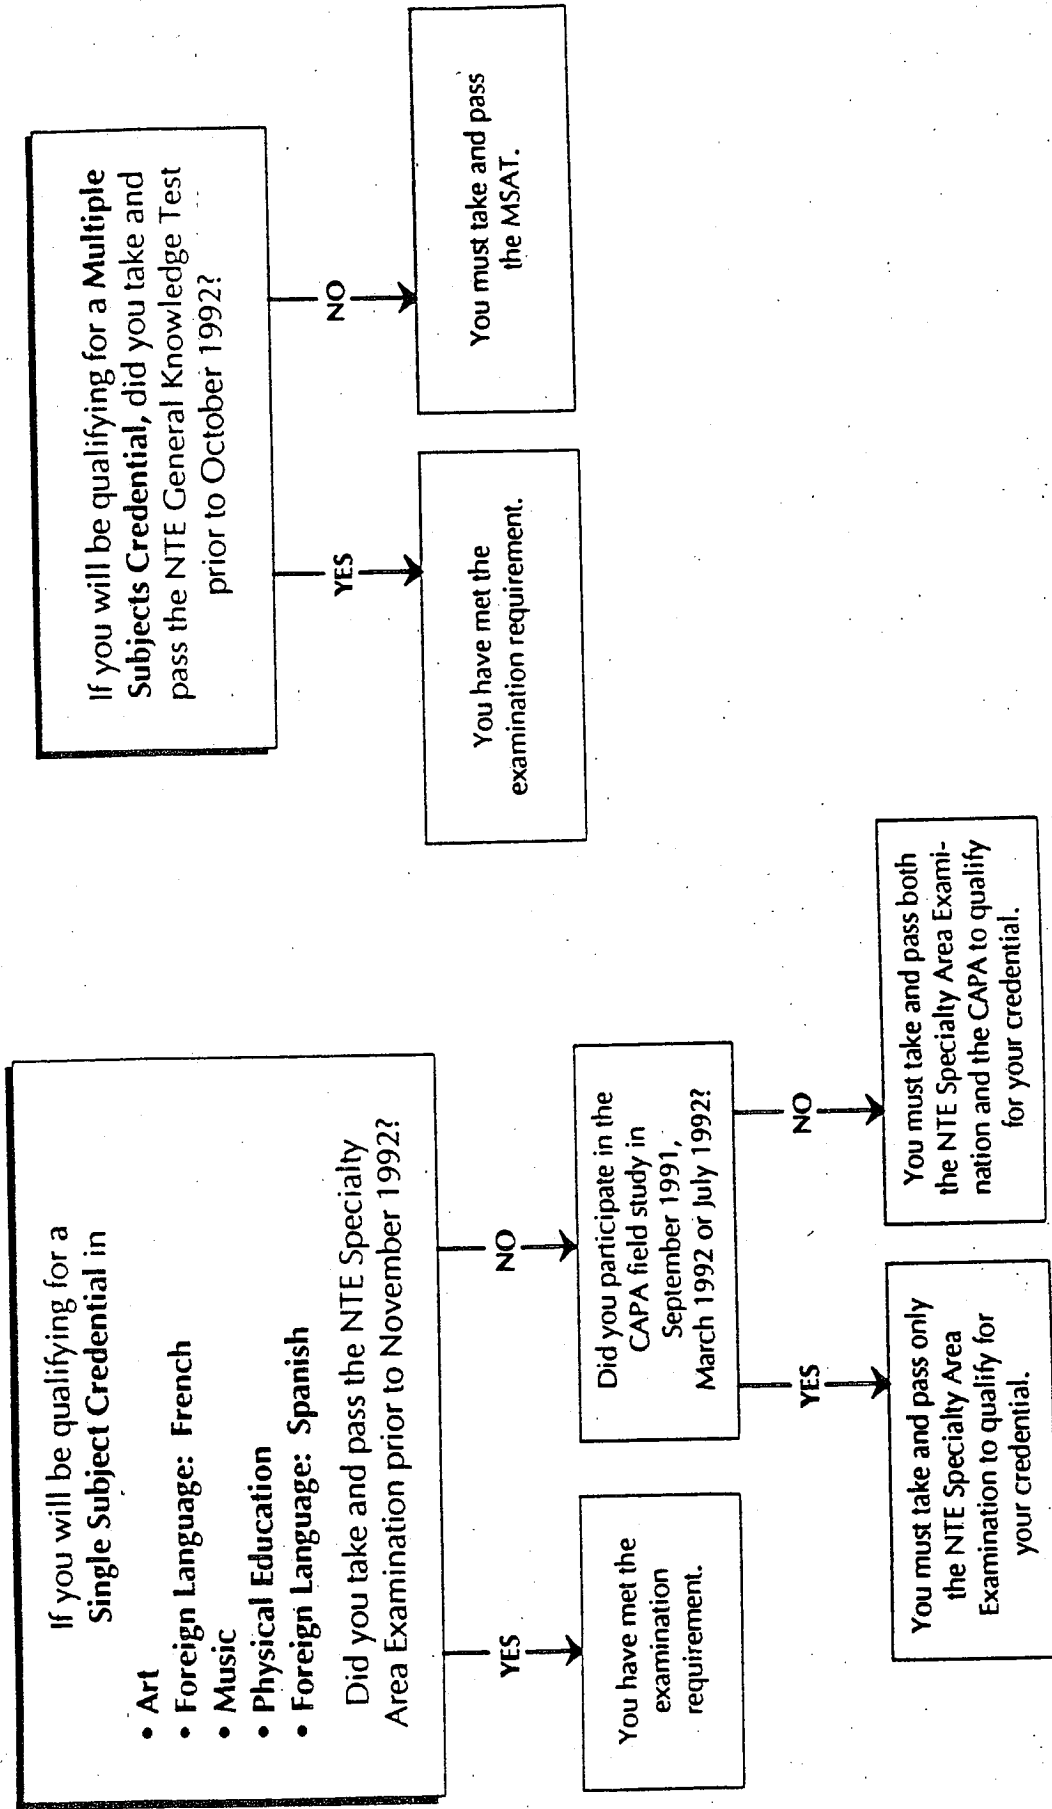 If you will be qualifying for a
Single Subject Credential in
• Art
• Foreign Language: French
• Music
• Physical Education
• Foreign Language: Spanish
Did you take and pass the NTE Specialty
Area Examination prior to November 1992?
YES
NO
You have met the
examination
requirement.
Did you participate in the
CAPA field study in
September 1991,
March 1992 or July 1992?
YES
NO
You must take and pass only
the NTE Specialty Area
Examination to qualify for
your credential.
You must take and pass both
the NTE Specialty Area Exami-
nation and the CAPA to qualify
for your credential.
If you will be qualifying for a Multiple
Subjects Credential, did you take and
pass the NTE General Knowledge Test
prior to October 1992?
YES
NO
You have met the
examination requirement.
You must take and pass
the MSAT.